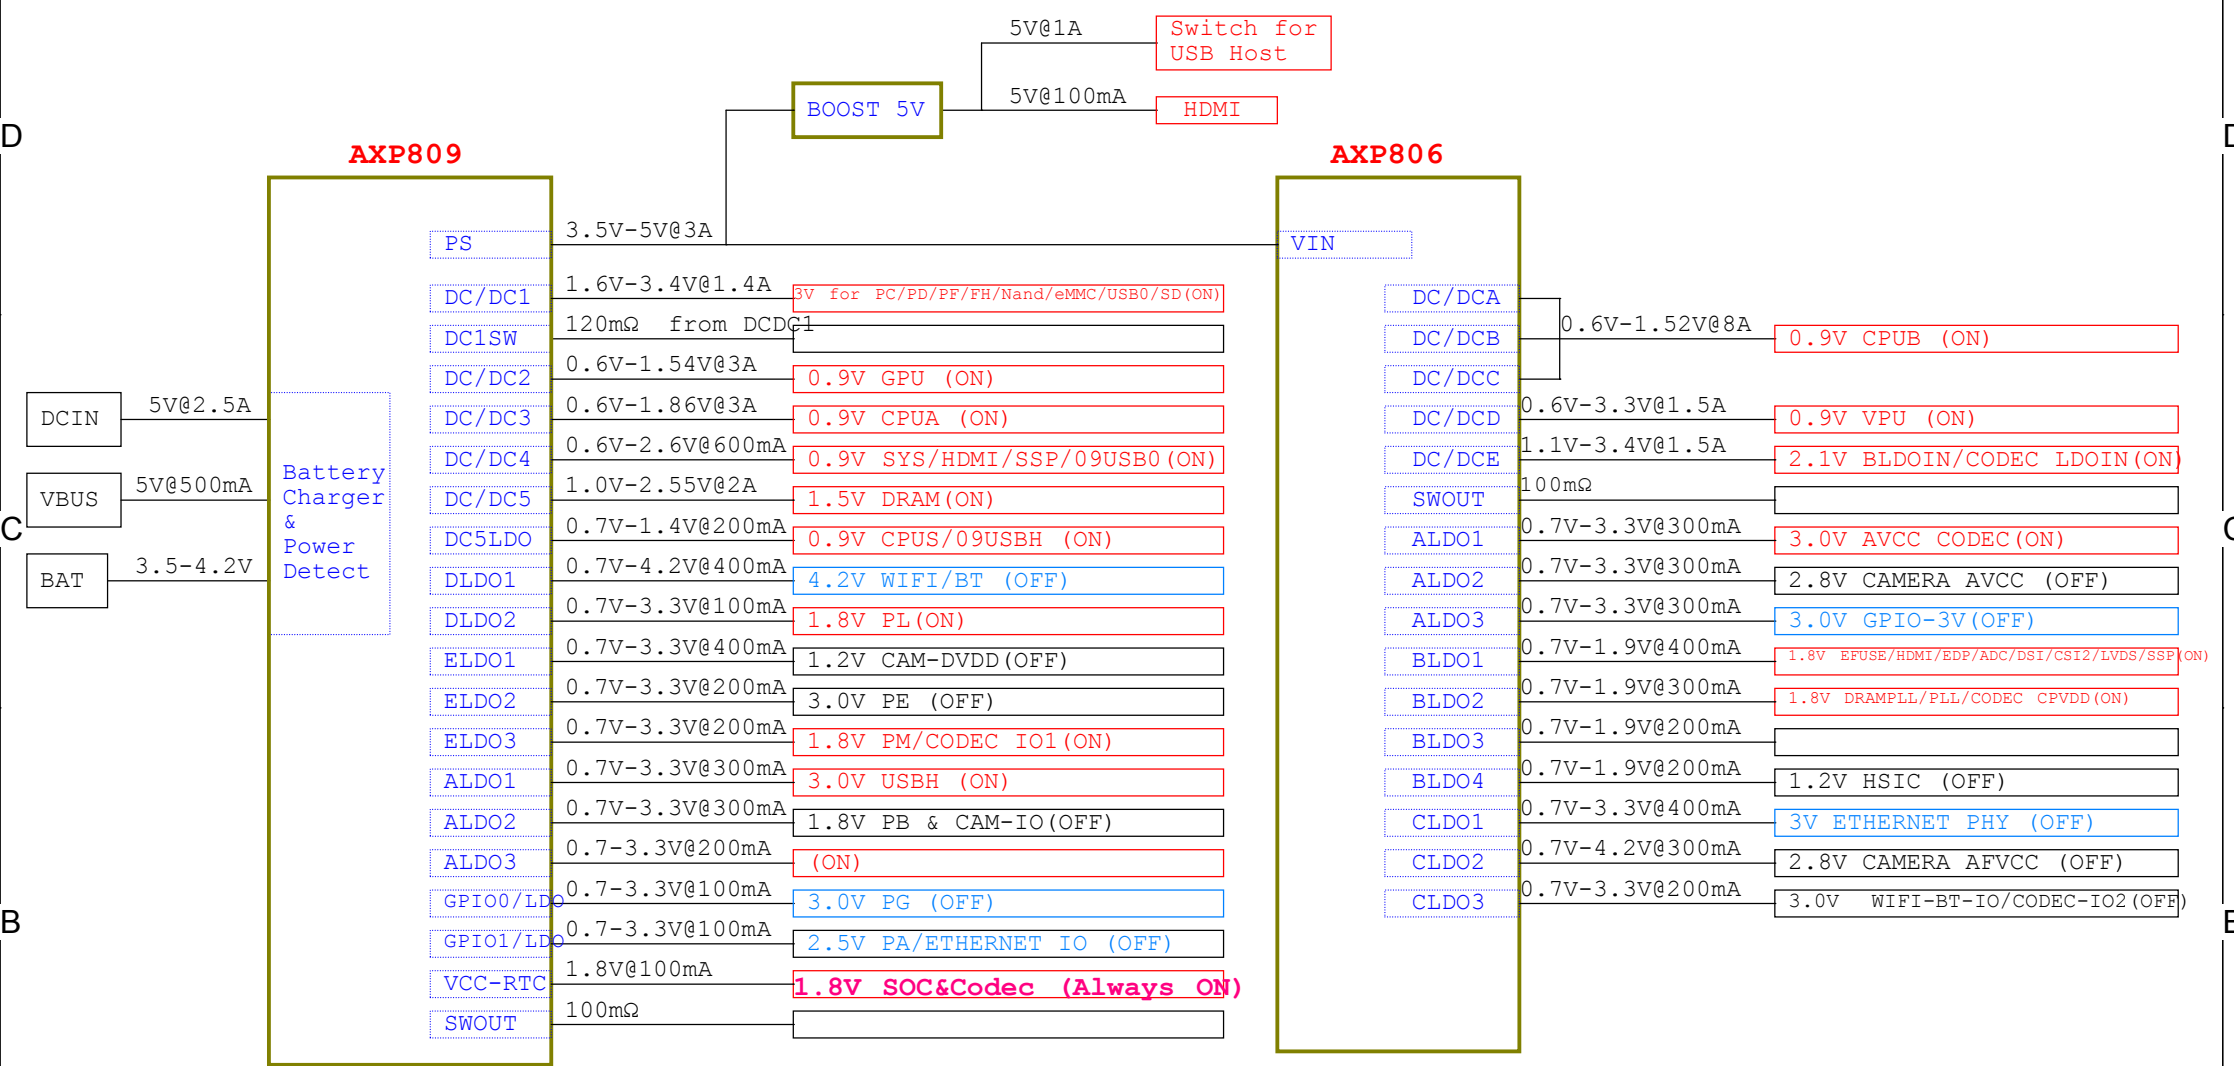 5V@1A
Switch for
USB Host
5V@100mA
HDMI
BOOST 5V
D
D
AXP809
AXP806
PS
3.5V-5V@3A
VIN
DC/DC1
1.6V-3.4V@1.4A
3V for PC/PD/PF/FH/Nand/eMMC/USB0/SD(ON)
DC1SW
120mΩ from DCDC1
DC/DC2
0.6V-1.54V@3A
0.9V GPU (ON)
DC/DC3
0.6V-1.86V@3A
0.9V CPUA (ON)
DC/DC4
0.6V-2.6V@600mA
0.9V SYS/HDMI/SSP/09USB0(ON)
DC/DC5
1.0V-2.55V@2A
1.5V DRAM(ON)
DC5LDO
0.7V-1.4V@200mA
0.9V CPUS/09USBH (ON)
DLDO1
0.7V-4.2V@400mA
4.2V WIFI/BT (OFF)
DLDO2
0.7V-3.3V@100mA
1.8V PL(ON)
ELDO1
0.7V-3.3V@400mA
1.2V CAM-DVDD(OFF)
ELDO2
0.7V-3.3V@200mA
3.0V PE (OFF)
ELDO3
0.7V-3.3V@200mA
1.8V PM/CODEC IO1(ON)
ALDO1
0.7V-3.3V@300mA
3.0V USBH (ON)
ALDO2
0.7V-3.3V@300mA
1.8V PB & CAM-IO(OFF)
ALDO3
0.7-3.3V@200mA
(ON)
GPIO0/LDO
0.7-3.3V@100mA
3.0V PG (OFF)
GPIO1/LDO
0.7-3.3V@100mA
2.5V PA/ETHERNET IO (OFF)
VCC-RTC
1.8V@100mA
1.8V SOC&Codec (Always ON)
SWOUT
100mΩ
DCIN
5V@2.5A
VBUS
5V@500mA
BAT
3.5-4.2V
Battery
Charger
&
Power
Detect
C
C
B
B
DC/DCA
DC/DCB
DC/DCC
0.6V-1.52V@8A
0.9V CPUB (ON)
DC/DCD
0.6V-3.3V@1.5A
0.9V VPU (ON)
DC/DCE
1.1V-3.4V@1.5A
2.1V BLDOIN/CODEC LDOIN(ON)
SWOUT
100mΩ
ALDO1
0.7V-3.3V@300mA
3.0V AVCC CODEC(ON)
ALDO2
0.7V-3.3V@300mA
2.8V CAMERA AVCC (OFF)
ALDO3
0.7V-3.3V@300mA
3.0V GPIO-3V(OFF)
BLDO1
0.7V-1.9V@400mA
1.8V EFUSE/HDMI/EDP/ADC/DSI/CSI2/LVDS/SSP(ON)
BLDO2
0.7V-1.9V@300mA
1.8V DRAMPLL/PLL/CODEC CPVDD(ON)
BLDO3
0.7V-1.9V@200mA
BLDO4
0.7V-1.9V@200mA
1.2V HSIC (OFF)
CLDO1
0.7V-3.3V@400mA
3V ETHERNET PHY (OFF)
CLDO2
0.7V-4.2V@300mA
2.8V CAMERA AFVCC (OFF)
CLDO3
0.7V-3.3V@200mA
3.0V WIFI-BT-IO/CODEC-IO2(OFF)